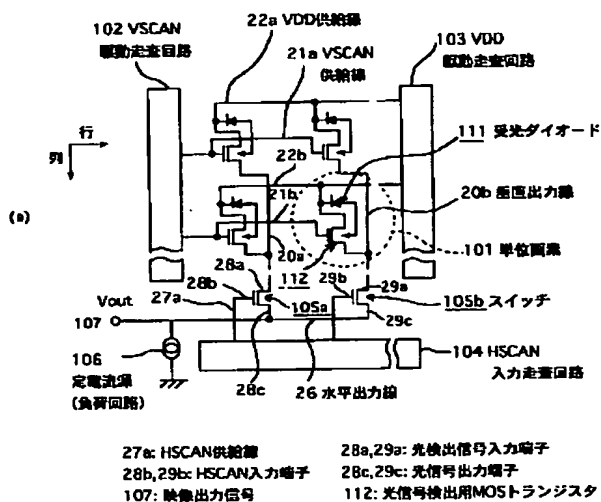 102 VSCAN
駆動走査回路
22a VDD供給線
21a VSCAN
供給線
103 VDD
駆動走査回路
行
列
22b
111 受光ダイオード
21b
20b 垂直出力線
(a)
20a
101 単位画素
28a
112
29b
29a
28b
27a
Vout
105a
105b スイッチ
107
29c
106
定電流源
(負荷回路)
28c
26 水平出力線
104 HSCAN
入力走査回路
27a: HSCAN供給線
28a,29a: 光検出信号入力端子
28b,29b: HSCAN入力端子
28c,29c: 光信号出力端子
107: 映像出力信号
112: 光信号検出用MOSトランジスタ